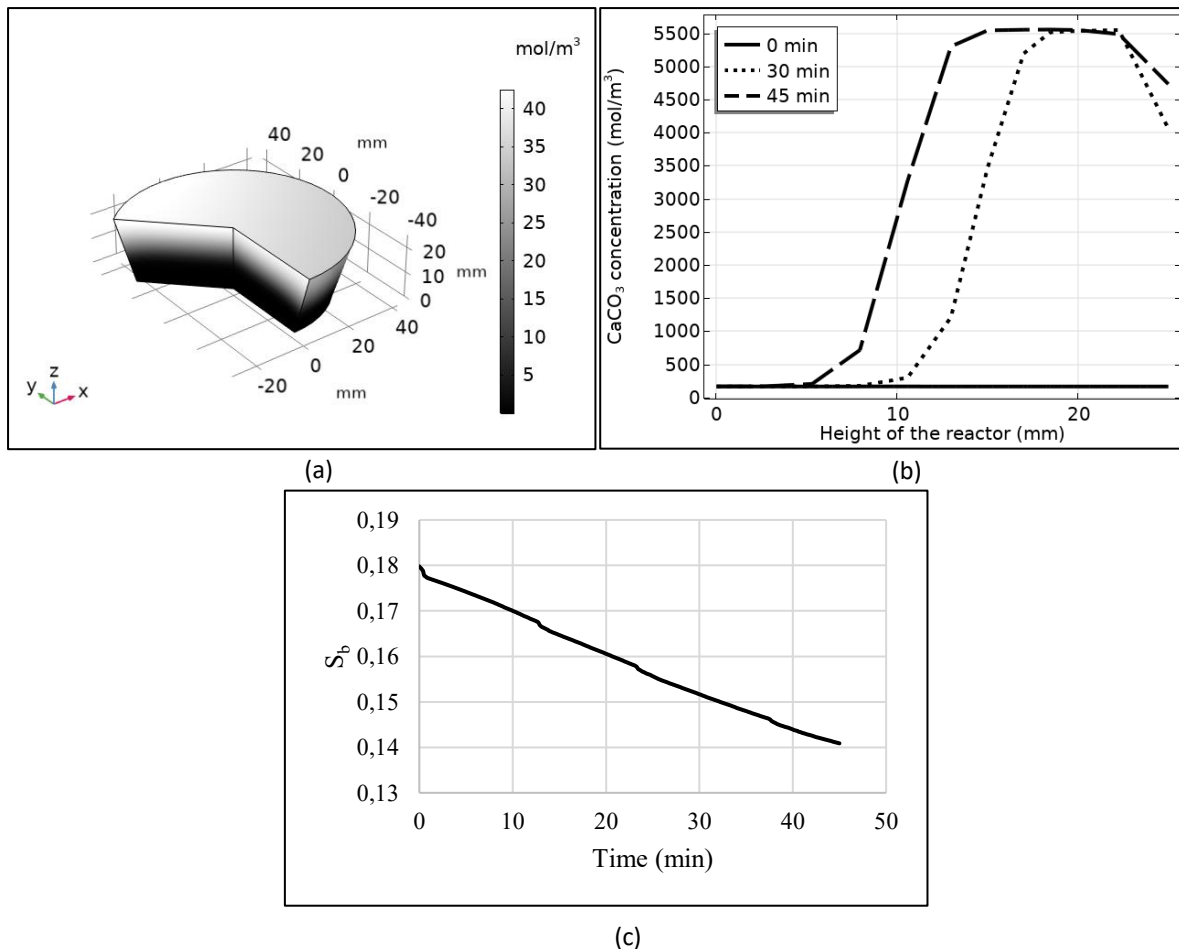 mol/m³
40
35
30
25
20
15
10
5
40
20
0
-20
-40
mm
20
10
0
mm
40
20
0
-20
mm
y z x
(a)
CaCO₃ concentration (mol/m³)
5500
5000
4500
4000
3500
3000
2500
2000
1500
1000
500
0
0 min
30 min
45 min
0 10 20
Height of the reactor (mm)
(b)
S_b
0,19
0,18
0,17
0,16
0,15
0,14
0,13
0 10 20 30 40 50
Time (min)
(c)